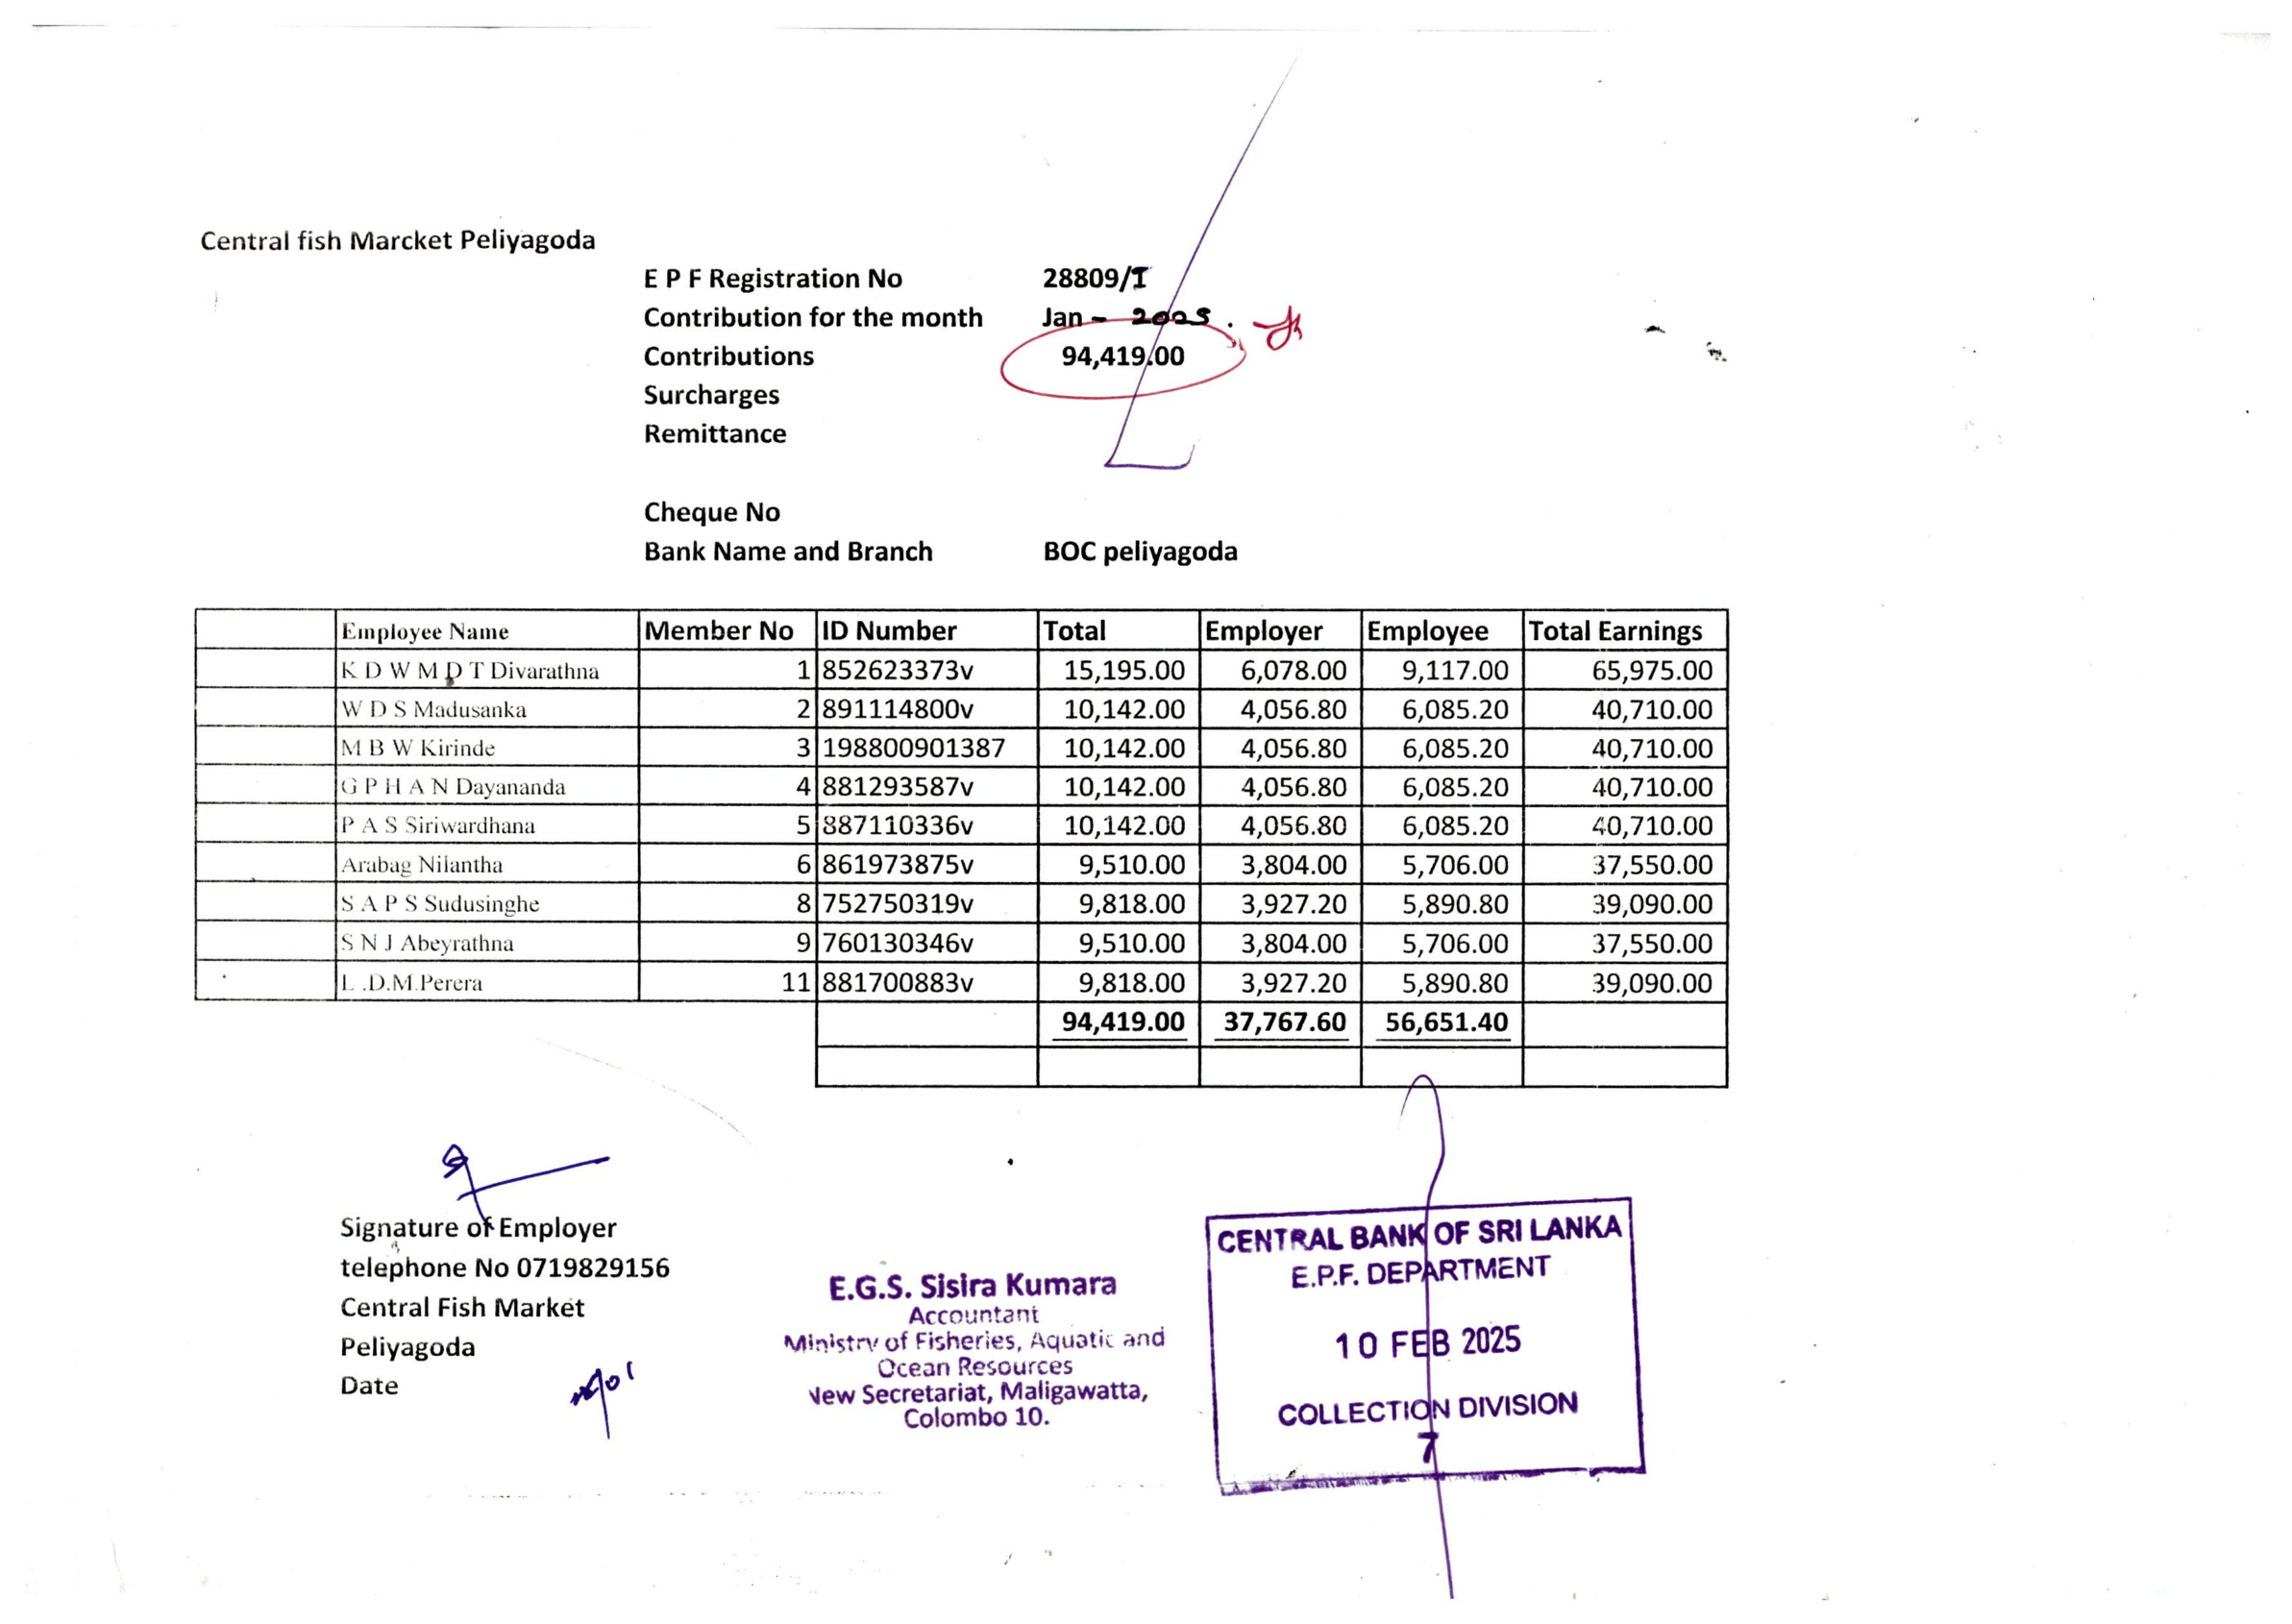 Central fish Marcket Peliyagoda
E P F Registration No 28809/I
Contribution for the month Jan - 2025.
Contributions 94,419.00
Surcharges
Remittance
Cheque No
Bank Name and Branch BOC peliyagoda
Employee Name Member No ID Number Total Employer Employee Total Earnings
K D W M D T Divarathna 1 852623373v 15,195.00 6,078.00 9,117.00 65,975.00
W D S Madusanka 2 891114800v 10,142.00 4,056.80 6,085.20 40,710.00
M B W Kirinde 3 198800901387 10,142.00 4,056.80 6,085.20 40,710.00
G P H A N Dayananda 4 881293587v 10,142.00 4,056.80 6,085.20 40,710.00
P A S Siriwardhana 5 887110336v 10,142.00 4,056.80 6,085.20 40,710.00
Arabag Nilantha 6 861973875v 9,510.00 3,804.00 5,706.00 37,550.00
S A P S Sudusinghe 8 752750319v 9,818.00 3,927.20 5,890.80 39,090.00
S N J Abeyrathna 9 760130346v 9,510.00 3,804.00 5,706.00 37,550.00
L .D.M.Perera 11 881700883v 9,818.00 3,927.20 5,890.80 39,090.00
94,419.00 37,767.60 56,651.40
Signature of Employer
telephone No 0719829156
Central Fish Market
Peliyagoda
Date
E.G.S. Sisira Kumara
Accountant
Ministry of Fisheries, Aquatic and
Ocean Resources
New Secretariat, Maligawatta,
Colombo 10.
CENTRAL BANK OF SRI LANKA
E.P.F. DEPARTMENT
10 FEB 2025
COLLECTION DIVISION
7